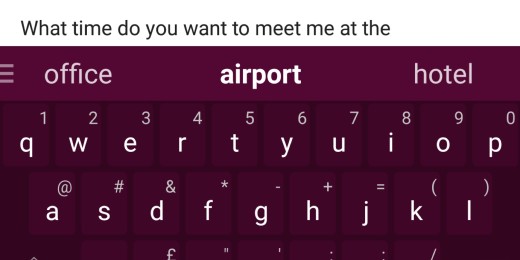 What time do you want to meet me at the
office airport hotel
1 2 3 4 5 6 7 8 9 0
q w e r t y u i o p
@ # & * - + = ( )
a s d f g h j k l
£ " ' : ; /